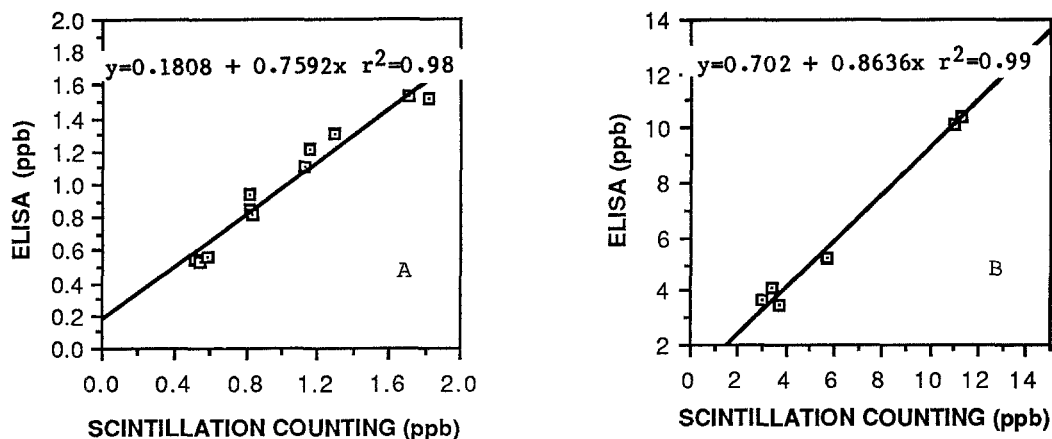 2.0
1.8
1.6
1.4
1.2
1.0
0.8
0.6
0.4
0.2
0.0
ELISA (ppb)
y=0.1808 + 0.7592x r²=0.98
A
0.0 0.4 0.8 1.2 1.6 2.0
SCINTILLATION COUNTING (ppb)
14
12
10
8
6
4
2
ELISA (ppb)
y=0.702 + 0.8636x r²=0.99
B
0 2 4 6 8 10 12 14
SCINTILLATION COUNTING (ppb)